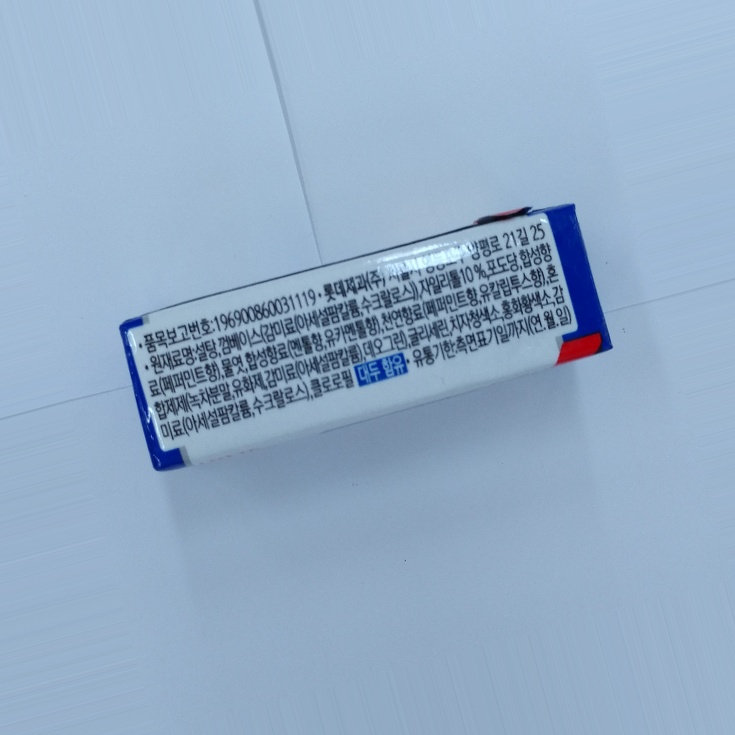 ·품목보고번호:196900860031119·롯데제과(주) 양평로 21길 25
·원재료명:설탕, 껌베이스(감미료(아세설팜칼륨,수크랄로스),자일리톨10%,포도당,합성향
료(페퍼민트향),물엿,합성향료(멘톨향,유카멘톨향),천연향료(페퍼민트향,유칼립투스향),혼
합제제(녹차분말,유화제,감미료(아세설팜칼륨),데오그린),글리세린,치자청색소,홍화황색소,감
미료(아세설팜칼륨,수크랄로스),클로로필 대두 함유·유통기한:측면표기일까지(연.월.일)